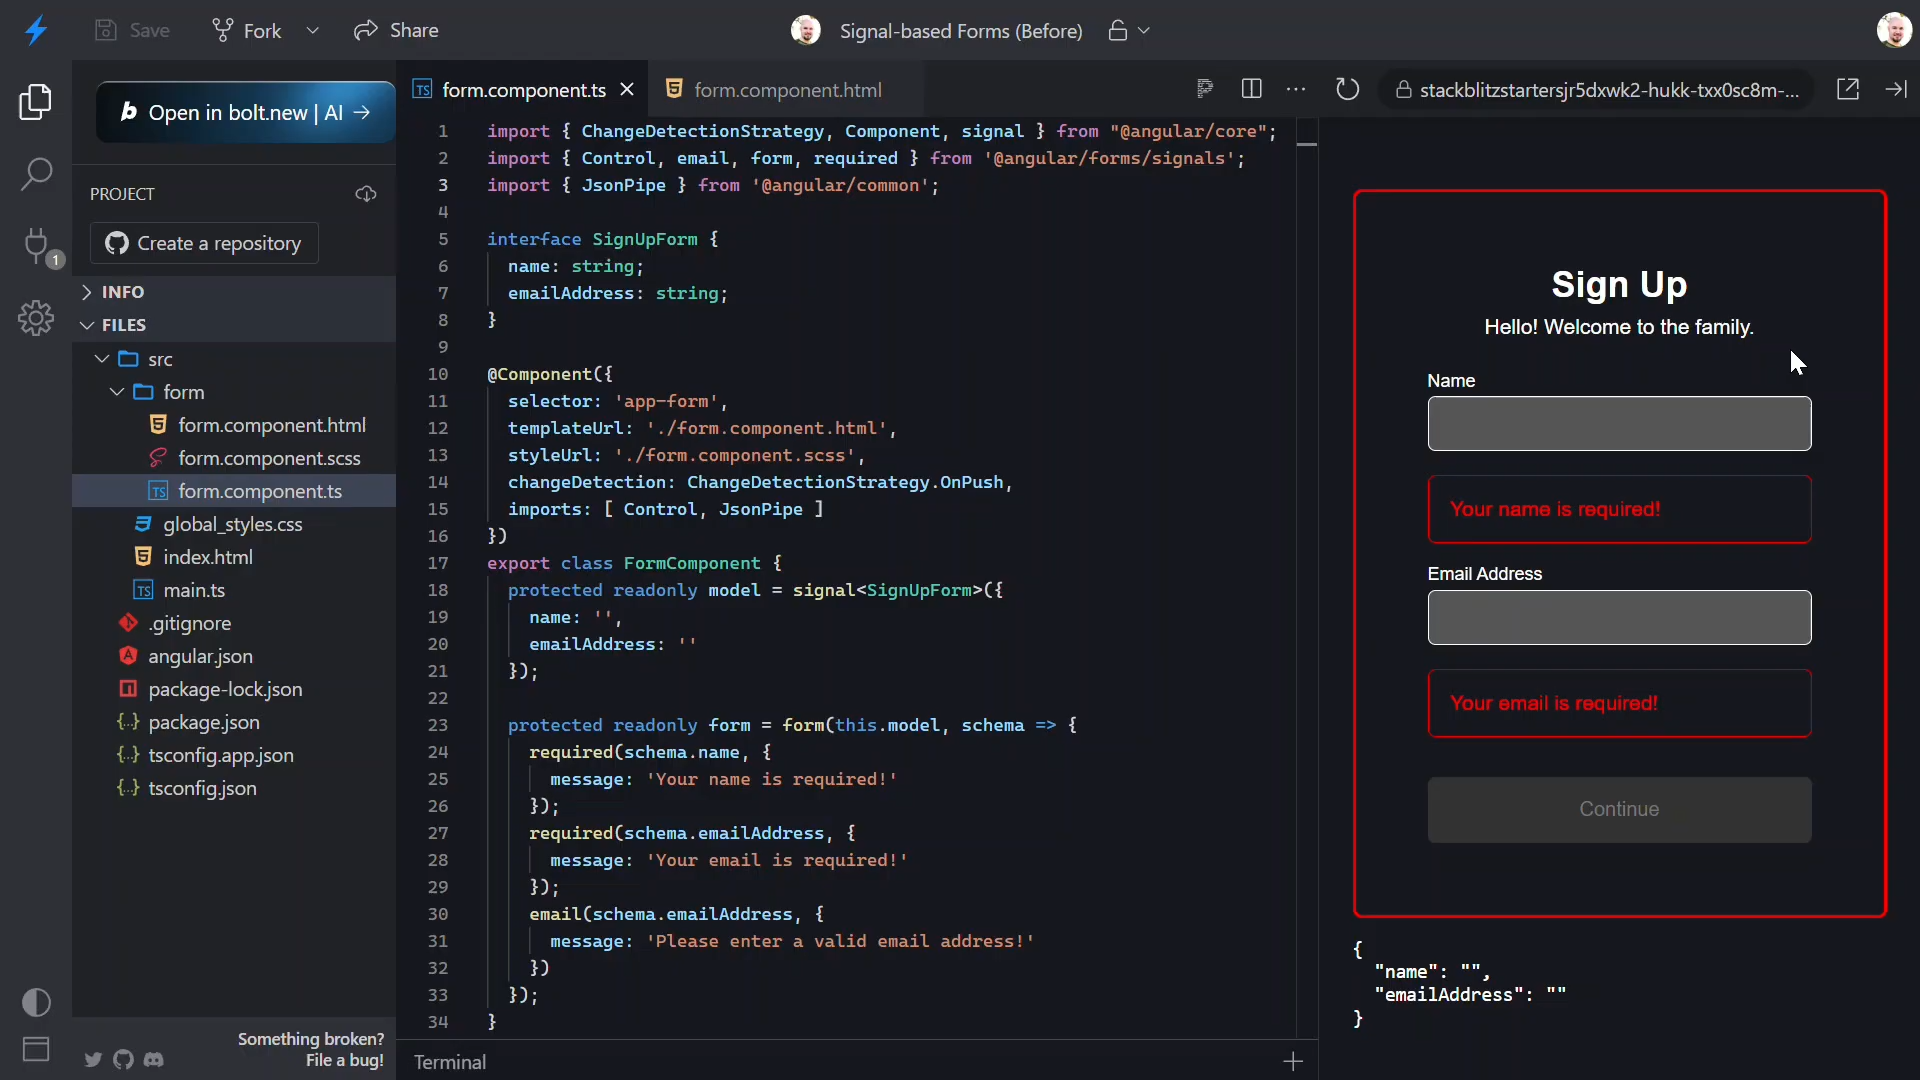 Save
Fork
Share
Signal-based Forms (Before)
b Open in bolt.new | AI →
PROJECT
Create a repository
1
INFO
FILES
src
form
form.component.html
form.component.scss
TS form.component.ts
global_styles.css
index.html
TS main.ts
.gitignore
angular.json
package-lock.json
{..} package.json
{..} tsconfig.app.json
{..} tsconfig.json
Something broken?
File a bug!
TS form.component.ts
form.component.html
1 import { ChangeDetectionStrategy, Component, signal } from "@angular/core";
2 import { Control, email, form, required } from '@angular/forms/signals';
3 import { JsonPipe } from '@angular/common';
4
5 interface SignUpForm {
6 name: string;
7 emailAddress: string;
8 }
9
10 @Component({
11 selector: 'app-form',
12 templateUrl: './form.component.html',
13 styleUrl: './form.component.scss',
14 changeDetection: ChangeDetectionStrategy.OnPush,
15 imports: [ Control, JsonPipe ]
16 })
17 export class FormComponent {
18 protected readonly model = signal<SignUpForm>({
19 name: '',
20 emailAddress: ''
21 });
22
23 protected readonly form = form(this.model, schema => {
24 required(schema.name, {
25 message: 'Your name is required!'
26 });
27 required(schema.emailAddress, {
28 message: 'Your email is required!'
29 });
30 email(schema.emailAddress, {
31 message: 'Please enter a valid email address!'
32 })
33 });
34 }
Terminal
stackblitzstartersjr5dxwk2-hukk-txx0sc8m-...
Sign Up
Hello! Welcome to the family.
Name
Your name is required!
Email Address
Your email is required!
Continue
{
"name": "",
"emailAddress": ""
}